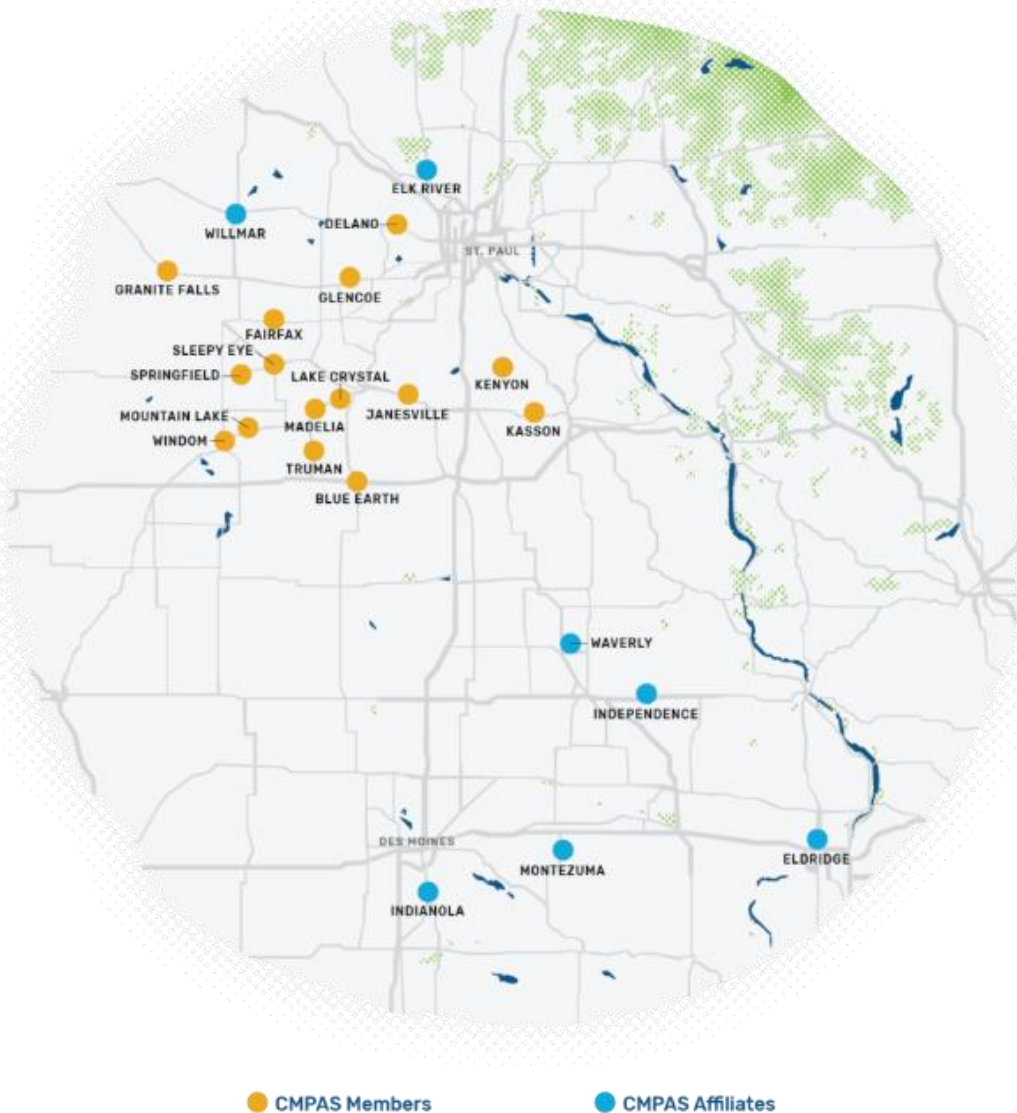 ELK RIVER
DELANO
WILLMAR
ST. PAUL
GRANITE FALLS
GLENCOE
FAIRFAX
SLEEPY EYE
SPRINGFIELD
LAKE CRYSTAL
KENYON
MOUNTAIN LAKE
JANESVILLE
MADELIA
KASSON
WINDOM
TRUMAN
BLUE EARTH
WAVERLY
INDEPENDENCE
DES MOINES
ELDRIDGE
MONTEZUMA
INDIANOLA
CMPAS Members
CMPAS Affiliates